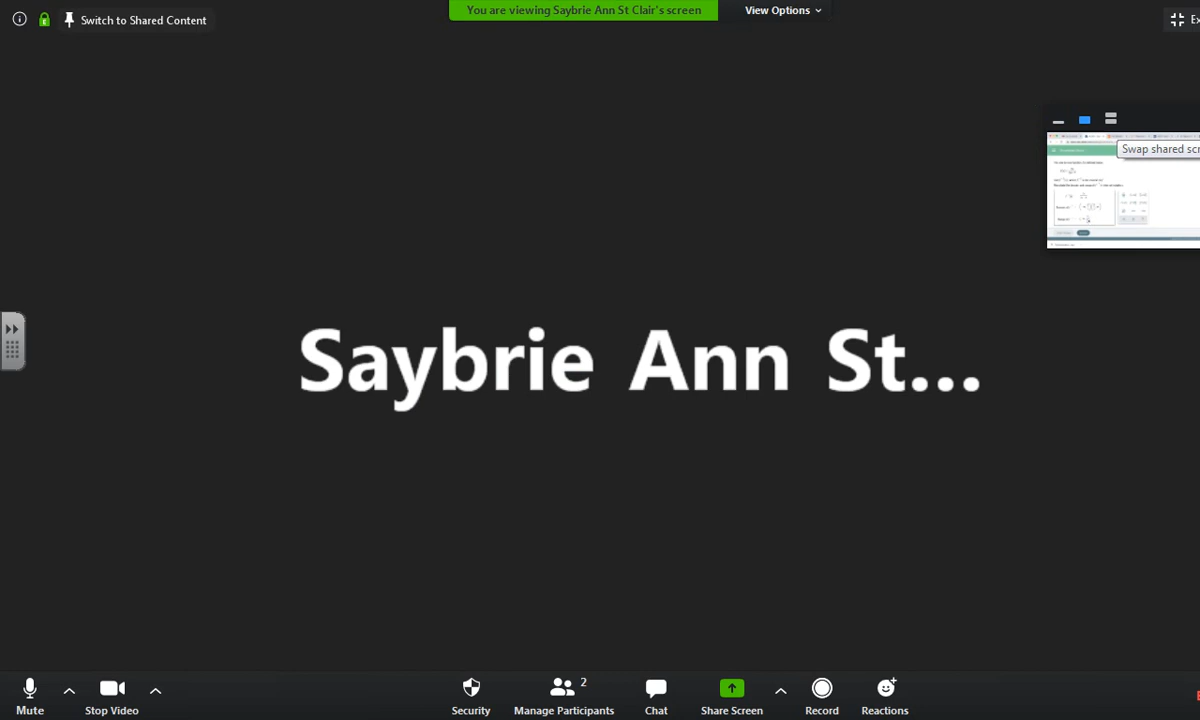 You are viewing Saybrie Ann St Clair's screen
View Options
Switch to Shared Content
Swap shared scr
Saybrie Ann St...
2
Mute
Stop Video
Security
Manage Participants
Chat
Share Screen
Record
Reactions